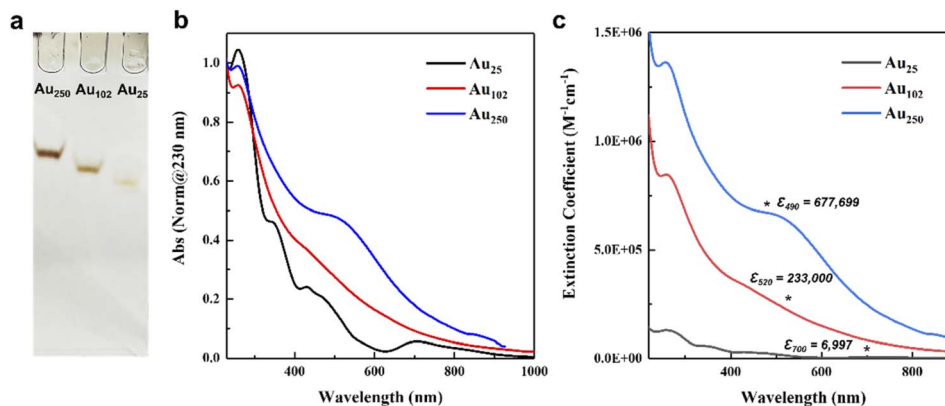 a
Au₂₅₀ Au₁₀₂ Au₂₅
b
Abs (Norm@230 nm)
1.0
0.8
0.6
0.4
0.2
0.0
Au₂₅
Au₁₀₂
Au₂₅₀
400 600 800 1000
Wavelength (nm)
c
Extinction Coefficient (M⁻¹cm⁻¹)
1.5E+06
1.0E+06
5.0E+05
0.0E+00
Au₂₅
Au₁₀₂
Au₂₅₀
* ε₄₉₀ = 677,699
ε₅₂₀ = 233,000
*
ε₇₀₀ = 6,997 *
400 600 800
Wavelength (nm)